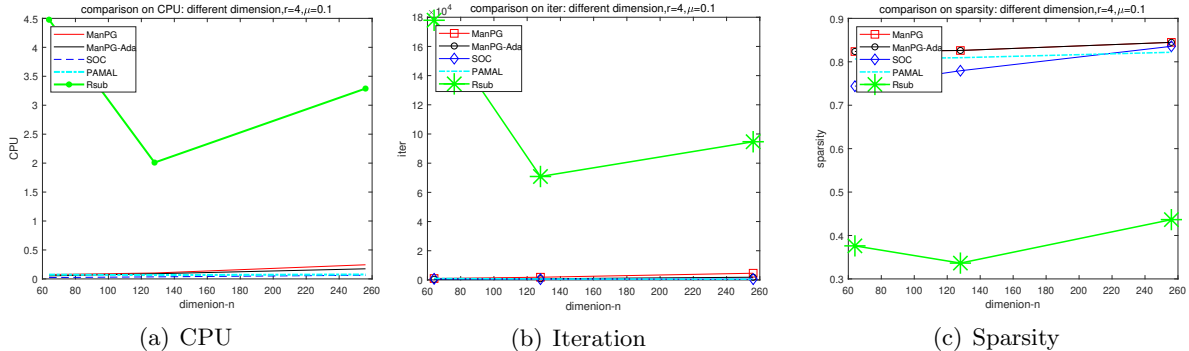 comparison on CPU: different dimension,r=4,μ=0.1
4.5
4
3.5
3
2.5
2
1.5
1
0.5
0
CPU
ManPG
ManPG-Ada
SOC
PAMAL
Rsub
60 80 100 120 140 160 180 200 220 240 260
dimenion-n
(a) CPU
comparison on iter: different dimension,r=4,μ=0.1
×10⁴
18
16
14
12
10
8
6
4
2
0
iter
ManPG
ManPG-Ada
SOC
PAMAL
Rsub
60 80 100 120 140 160 180 200 220 240 260
dimenion-n
(b) Iteration
comparison on sparsity: different dimension,r=4,μ=0.1
0.9
0.8
0.7
0.6
0.5
0.4
0.3
sparsity
ManPG
ManPG-Ada
SOC
PAMAL
Rsub
60 80 100 120 140 160 180 200 220 240 260
dimenion-n
(c) Sparsity